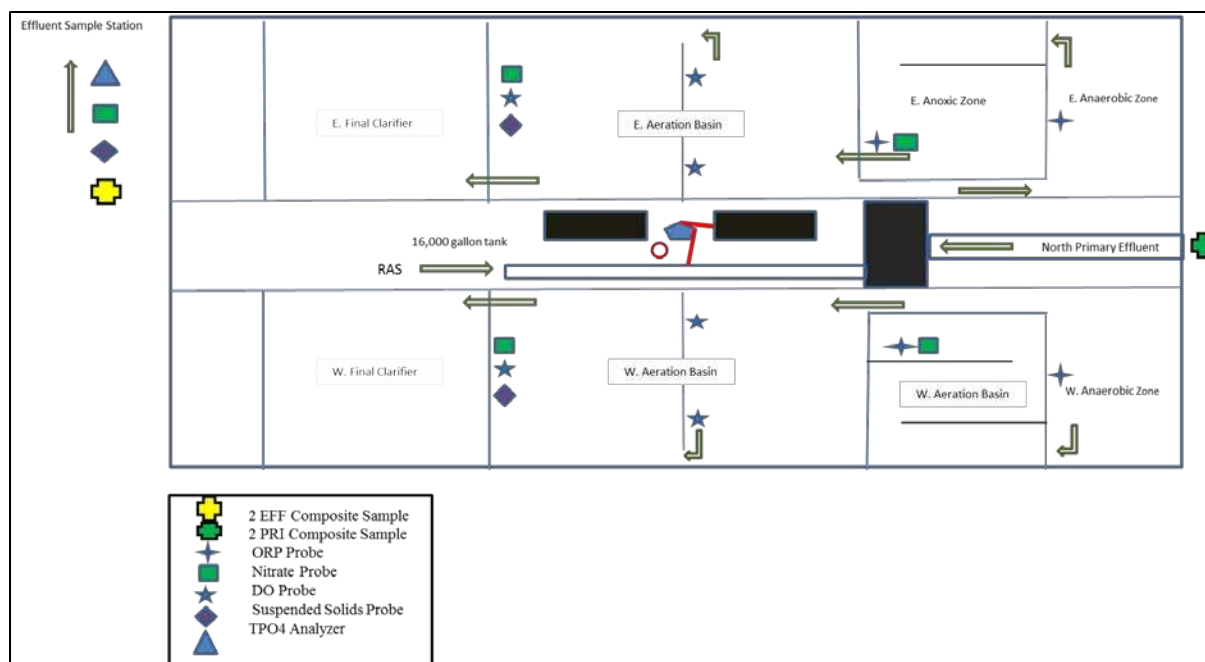 Effluent Sample Station
E. Final Clarifier
E. Aeration Basin
E. Anoxic Zone
E. Anaerobic Zone
16,000 gallon tank
RAS
North Primary Effluent
W. Final Clarifier
W. Aeration Basin
W. Aeration Basin
W. Anaerobic Zone
2 EFF Composite Sample
2 PRI Composite Sample
ORP Probe
Nitrate Probe
DO Probe
Suspended Solids Probe
TPO4 Analyzer